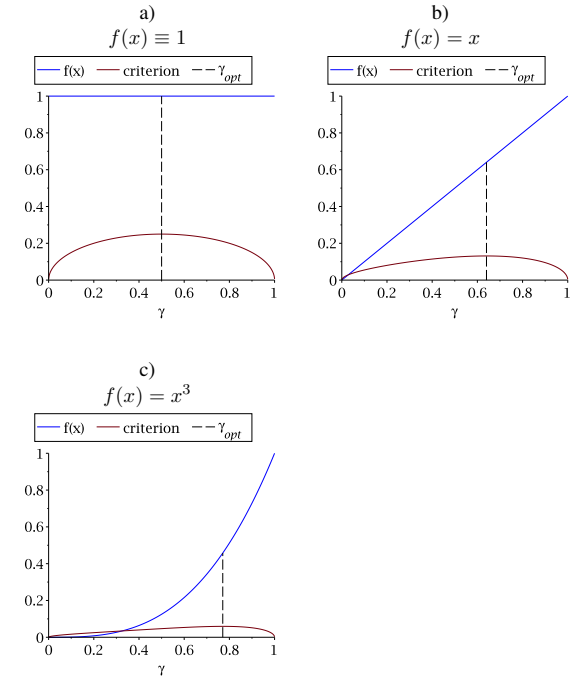 a)
f(x) ≡ 1
f(x) criterion γopt
1
0.8
0.6
0.4
0.2
0
0 0.2 0.4 0.6 0.8 1
γ
b)
f(x) = x
f(x) criterion γopt
1
0.8
0.6
0.4
0.2
0
0 0.2 0.4 0.6 0.8 1
γ
c)
f(x) = x³
f(x) criterion γopt
1
0.8
0.6
0.4
0.2
0
0 0.2 0.4 0.6 0.8 1
γ